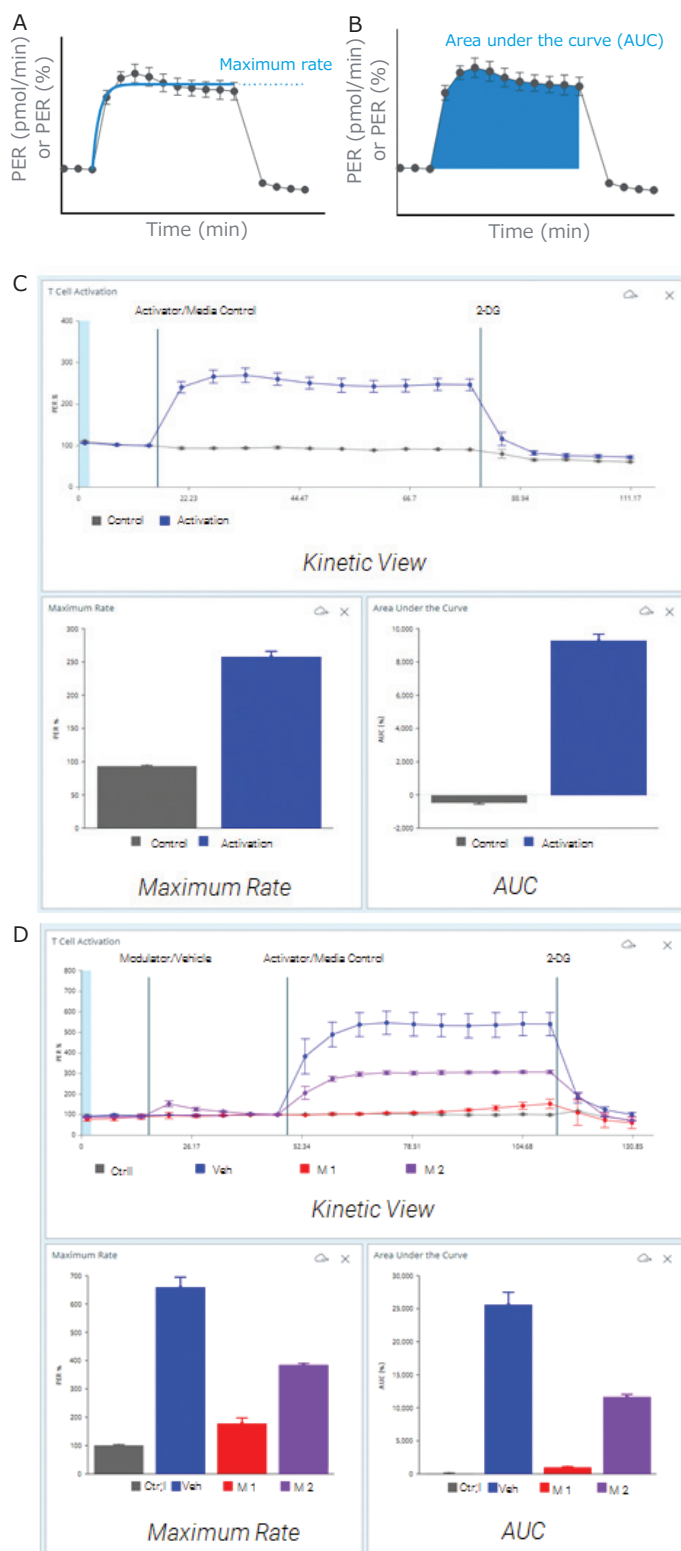 A
PER (pmol/min)
or PER (%)
Maximum rate
Time (min)
B
PER (pmol/min)
or PER (%)
Area under the curve (AUC)
Time (min)
C
T Cell Activation
Activator/Media Control
2-DG
PER %
400
300
200
100
0
0
22.23
44.47
66.7
88.94
111.17
Control
Activation
Kinetic View
Maximum Rate
PER %
300
250
200
150
100
50
0
Control
Activation
Maximum Rate
Area Under the Curve
AUC (%)
10,000
8,000
6,000
4,000
2,000
0
-2,000
Control
Activation
AUC
D
T Cell Activation
Modulator/Vehicle
Activator/Media Control
2-DG
PER %
800
700
600
500
400
300
200
100
0
0
26.17
52.34
78.51
104.68
130.85
Ctrll
Veh
M 1
M 2
Kinetic View
Maximum Rate
PER %
700
600
500
400
300
200
100
0
Ctr;l
Veh
M 1
M 2
Maximum Rate
Area Under the Curve
AUC (%)
30,000
25,000
20,000
15,000
10,000
5,000
0
Ctr;l
Veh
M 1
M 2
AUC